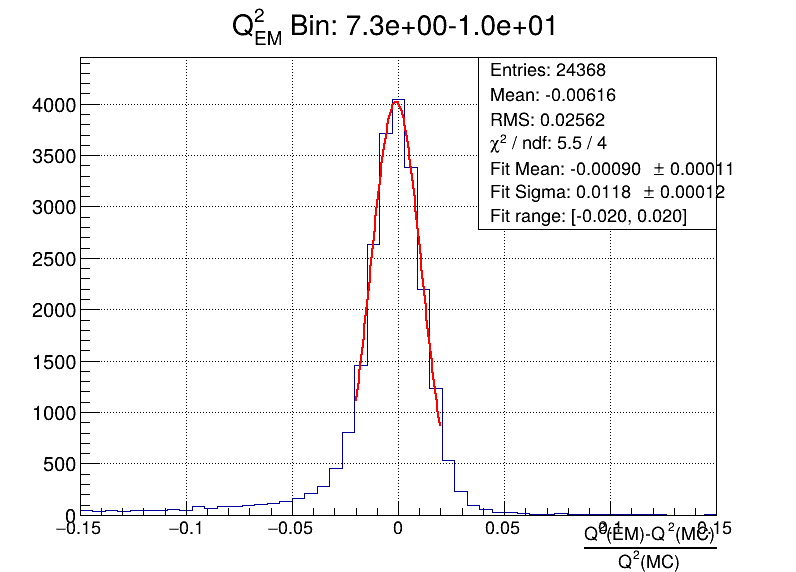 Q²_EM Bin: 7.3e+00-1.0e+01
Entries: 24368
Mean: -0.00616
RMS: 0.02562
χ² / ndf: 5.5 / 4
Fit Mean: -0.00090 ± 0.00011
Fit Sigma: 0.0118 ± 0.00012
Fit range: [-0.020, 0.020]
4000
3500
3000
2500
2000
1500
1000
500
0
−0.15 −0.1 −0.05 0 0.05 0.1 0.15
Q²(EM)-Q²(MC)
Q²(MC)